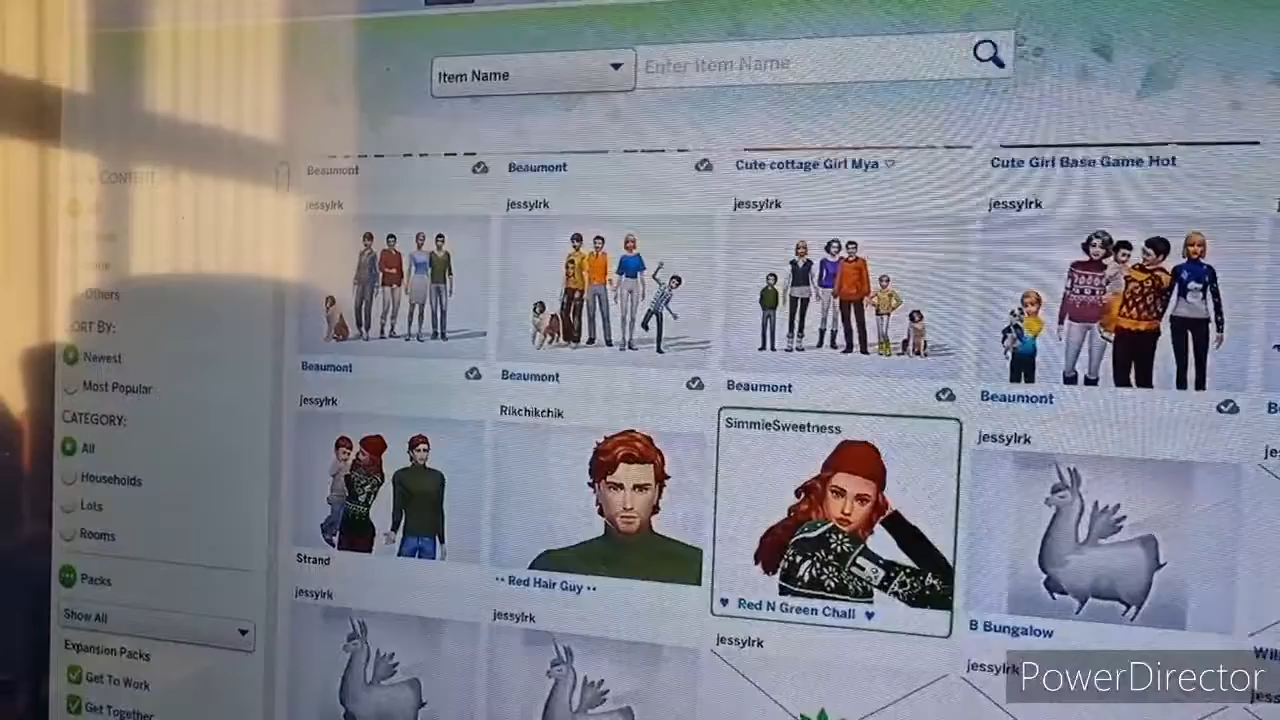 Item Name
Enter Item Name
Beaumont
Beaumont
Cute cottage Girl Mya ♡
Cute Girl Base Game Hot
CONTENT
Others
SORT BY:
Newest
Most Popular
CATEGORY:
All
Households
Lots
Rooms
Packs
Show All
Expansion Packs
Get To Work
Get Together
jessylrk
Beaumont
jessylrk
Beaumont
jessylrk
Beaumont
jessylrk
Beaumont
jessylrk
Strand
Rikchikchik
•• Red Hair Guy ••
SimmieSweetness
♥ Red N Green Chall ♥
jessylrk
B Bungalow
jessylrk
jessylrk
jessylrk
jessylrk
PowerDirector